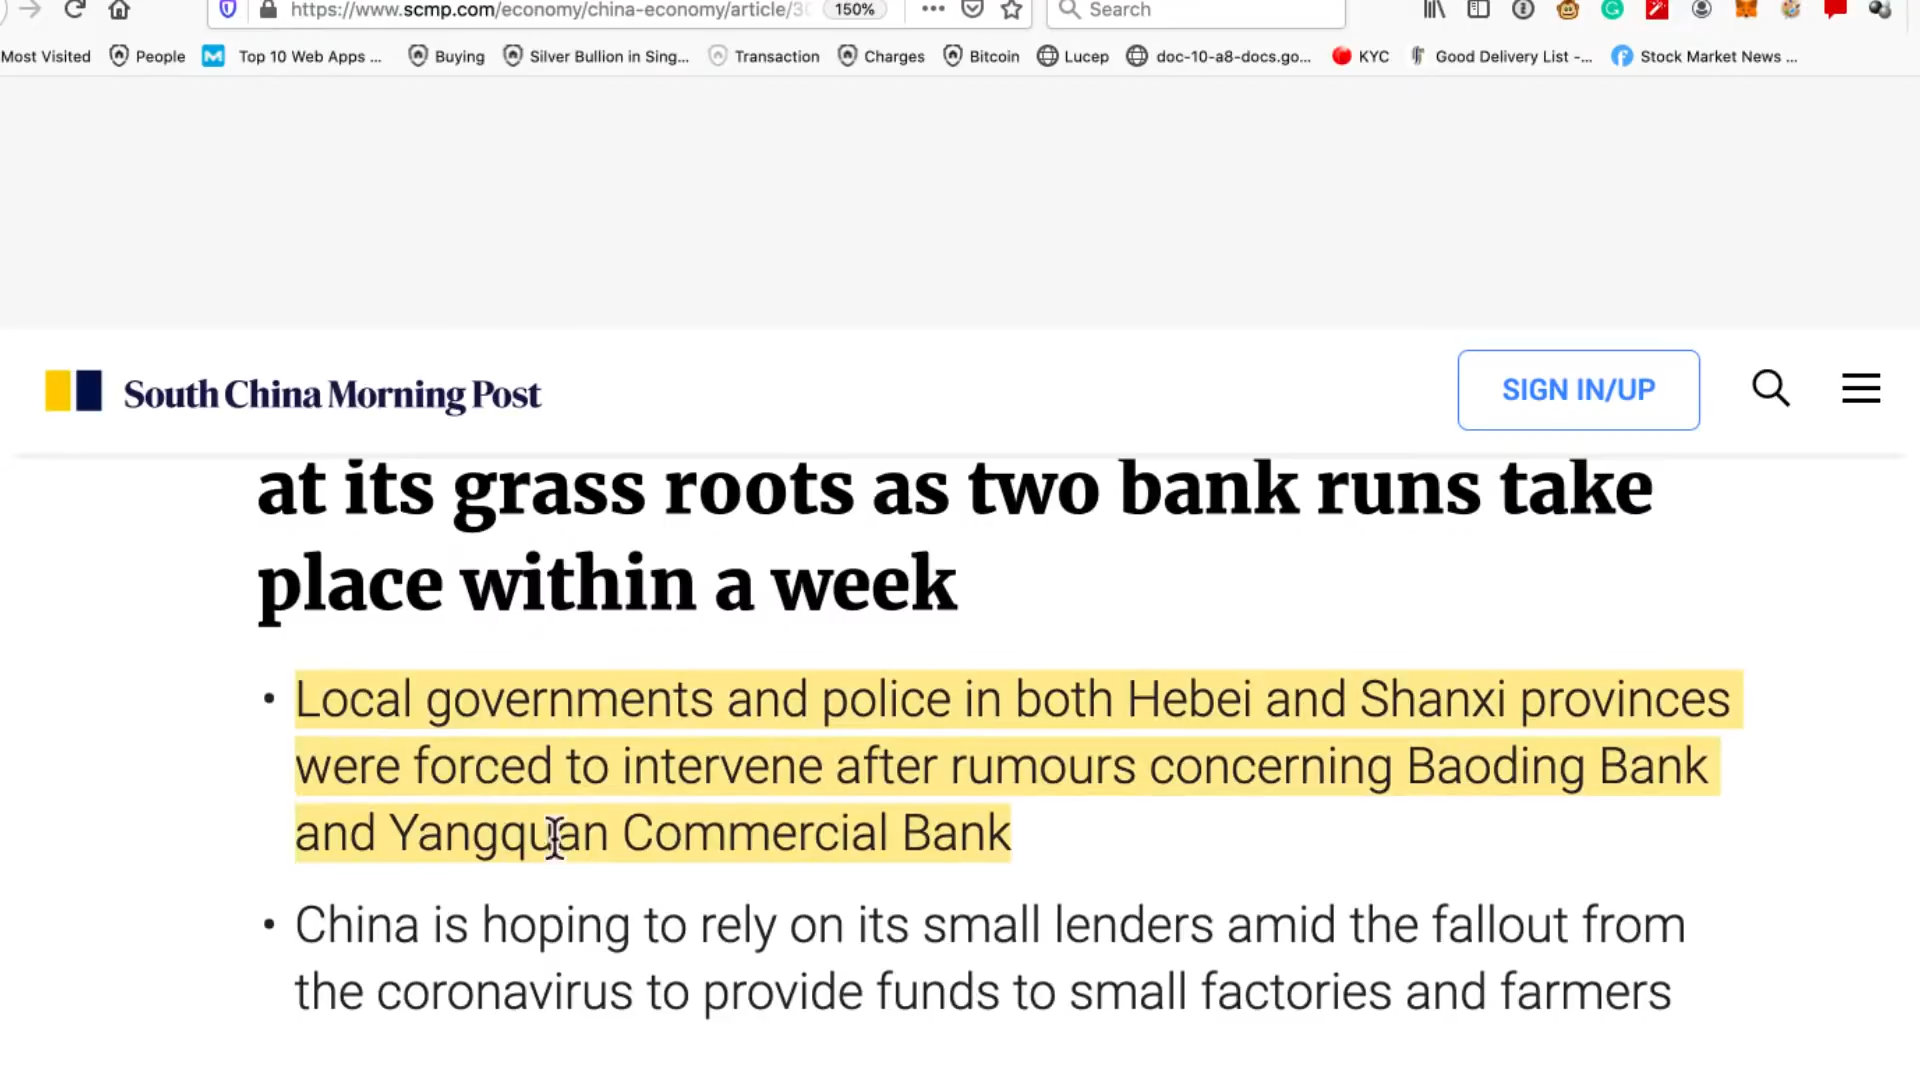 https://www.scmp.com/economy/china-economy/article/30 150% Search
Most Visited People Top 10 Web Apps ... Buying Silver Bullion in Sing... Transaction Charges Bitcoin Lucep doc-10-a8-docs.go... KYC Good Delivery List -... Stock Market News ...
South China Morning Post SIGN IN/UP
at its grass roots as two bank runs take
place within a week
• Local governments and police in both Hebei and Shanxi provinces
were forced to intervene after rumours concerning Baoding Bank
and Yangquan Commercial Bank
• China is hoping to rely on its small lenders amid the fallout from
the coronavirus to provide funds to small factories and farmers